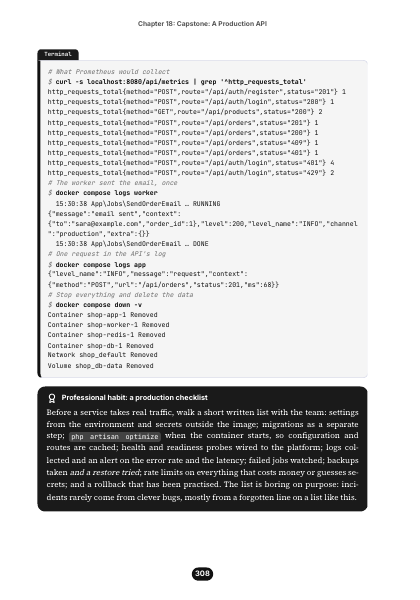 Chapter 18: Capstone: A Production API
Terminal
# What Prometheus would collect
$ curl -s localhost:8080/api/metrics | grep '^http_requests_total'
http_requests_total{method="POST",route="/api/auth/register",status="201"} 1
http_requests_total{method="POST",route="/api/auth/login",status="200"} 1
http_requests_total{method="GET",route="/api/products",status="200"} 2
http_requests_total{method="POST",route="/api/orders",status="201"} 1
http_requests_total{method="POST",route="/api/orders",status="200"} 1
http_requests_total{method="POST",route="/api/orders",status="409"} 1
http_requests_total{method="POST",route="/api/orders",status="401"} 1
http_requests_total{method="POST",route="/api/auth/login",status="401"} 4
http_requests_total{method="POST",route="/api/auth/login",status="429"} 2
# The worker sent the email, once
$ docker compose logs worker
15:30:38 App\Jobs\SendOrderEmail … RUNNING
{"message":"email sent","context":
{"to":"sara@example.com","order_id":1},"level":200,"level_name":"INFO","channel
":"production","extra":{}}
15:30:38 App\Jobs\SendOrderEmail … DONE
# One request in the API's log
$ docker compose logs app
{"level_name":"INFO","message":"request","context":
{"method":"POST","url":"/api/orders","status":201,"ms":68}}
# Stop everything and delete the data
$ docker compose down -v
Container shop-app-1 Removed
Container shop-worker-1 Removed
Container shop-redis-1 Removed
Container shop-db-1 Removed
Network shop_default Removed
Volume shop_db-data Removed
Professional habit: a production checklist
Before a service takes real traffic, walk a short written list with the team: settings
from the environment and secrets outside the image; migrations as a separate
step; php artisan optimize when the container starts, so configuration and
routes are cached; health and readiness probes wired to the platform; logs col-
lected and an alert on the error rate and the latency; failed jobs watched; backups
taken and a restore tried; rate limits on everything that costs money or guesses se-
crets; and a rollback that has been practised. The list is boring on purpose: inci-
dents rarely come from clever bugs, mostly from a forgotten line on a list like this.
308